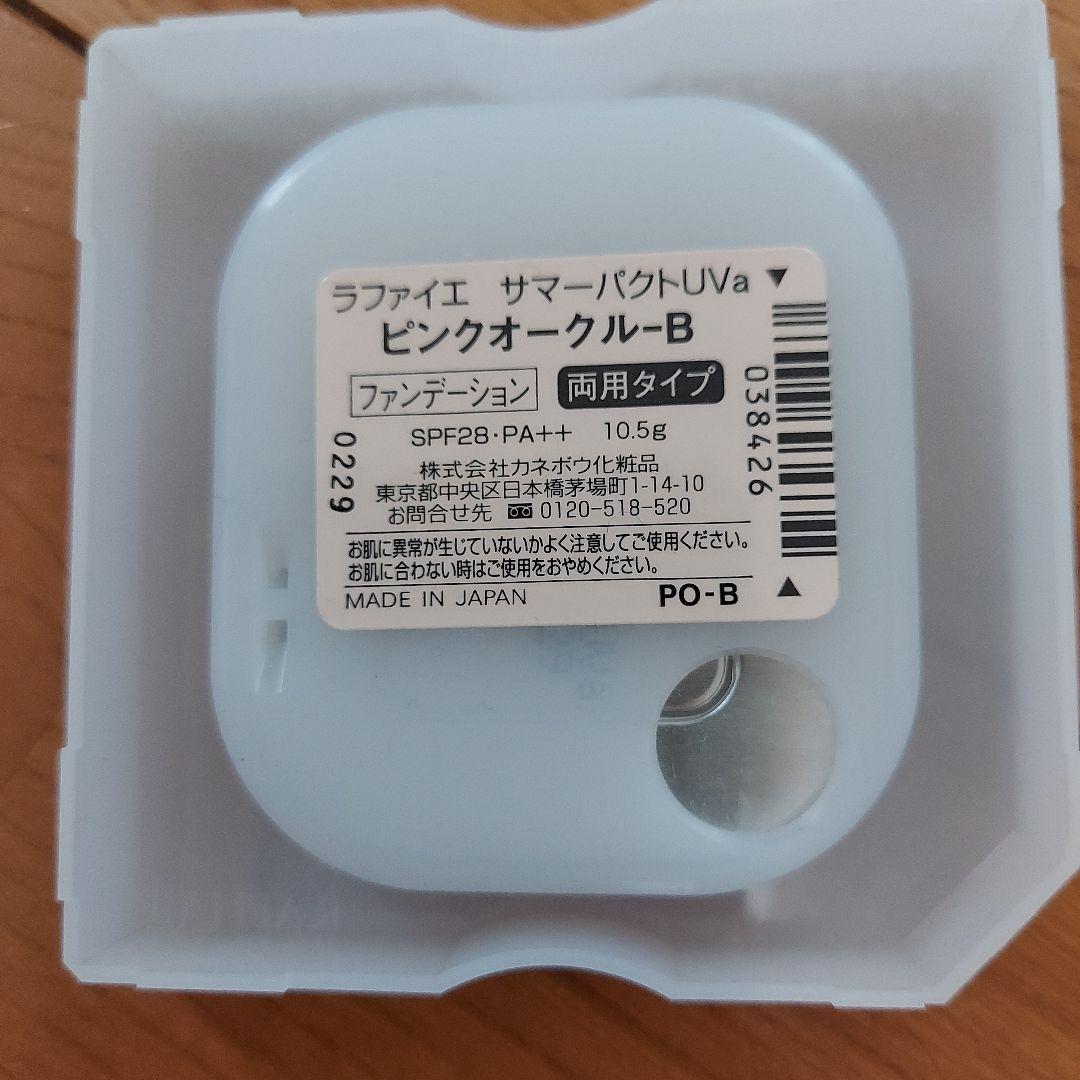 ラファイエ サマーパクトUVa ▼
ピンクオークル-B
ファンデーション 両用タイプ
SPF28・PA++ 10.5g
株式会社カネボウ化粧品
東京都中央区日本橋茅場町1-14-10
お問合せ先 0120-518-520
お肌に異常が生じていないかよく注意してご使用ください。
お肌に合わない時はご使用をおやめください。
MADE IN JAPAN PO-B ▲
0229
038426